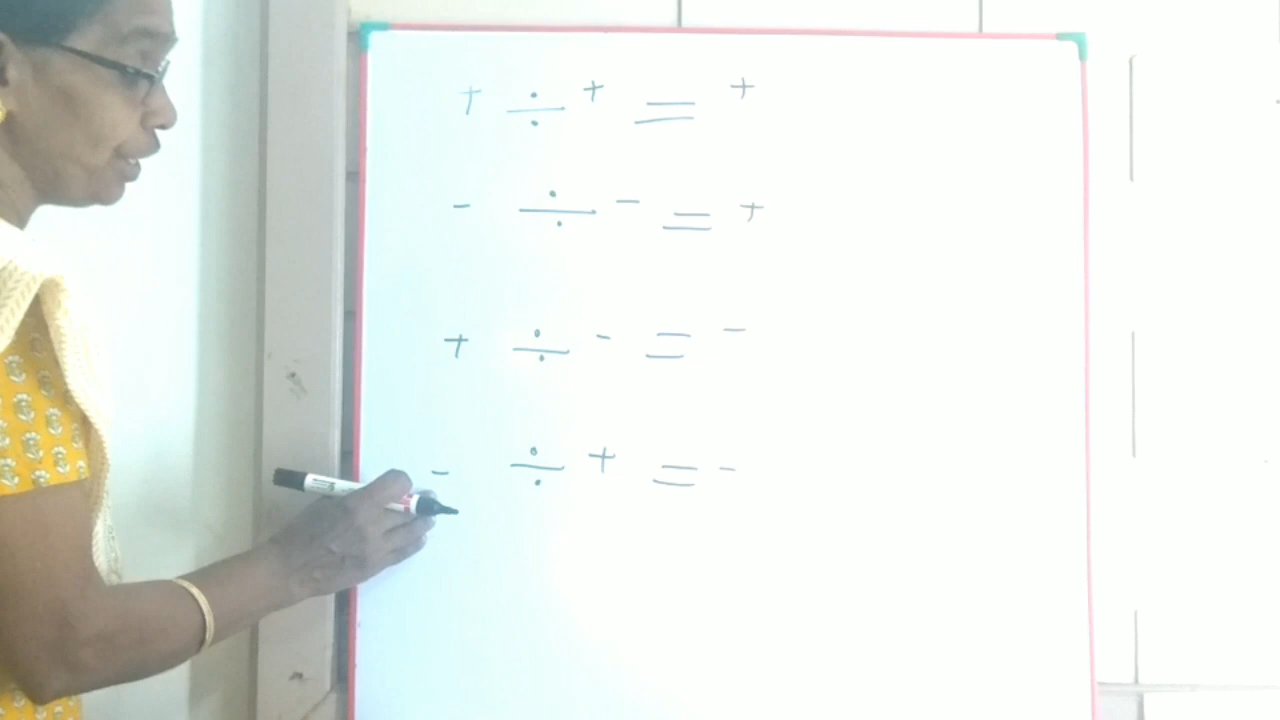 + ÷ + = +
- ÷ - = +
+ ÷ - = -
- ÷ + = -